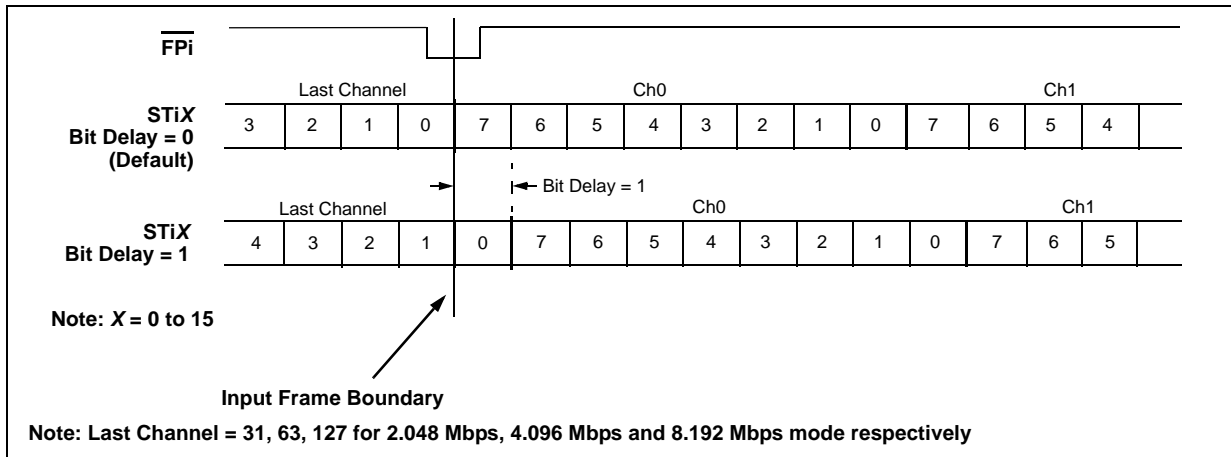 FPi
Last Channel Ch0 Ch1
STiX
Bit Delay = 0
(Default)
3 2 1 0 7 6 5 4 3 2 1 0 7 6 5 4
Bit Delay = 1
Last Channel Ch0 Ch1
STiX
Bit Delay = 1
4 3 2 1 0 7 6 5 4 3 2 1 0 7 6 5
Note: X = 0 to 15
Input Frame Boundary
Note: Last Channel = 31, 63, 127 for 2.048 Mbps, 4.096 Mbps and 8.192 Mbps mode respectively